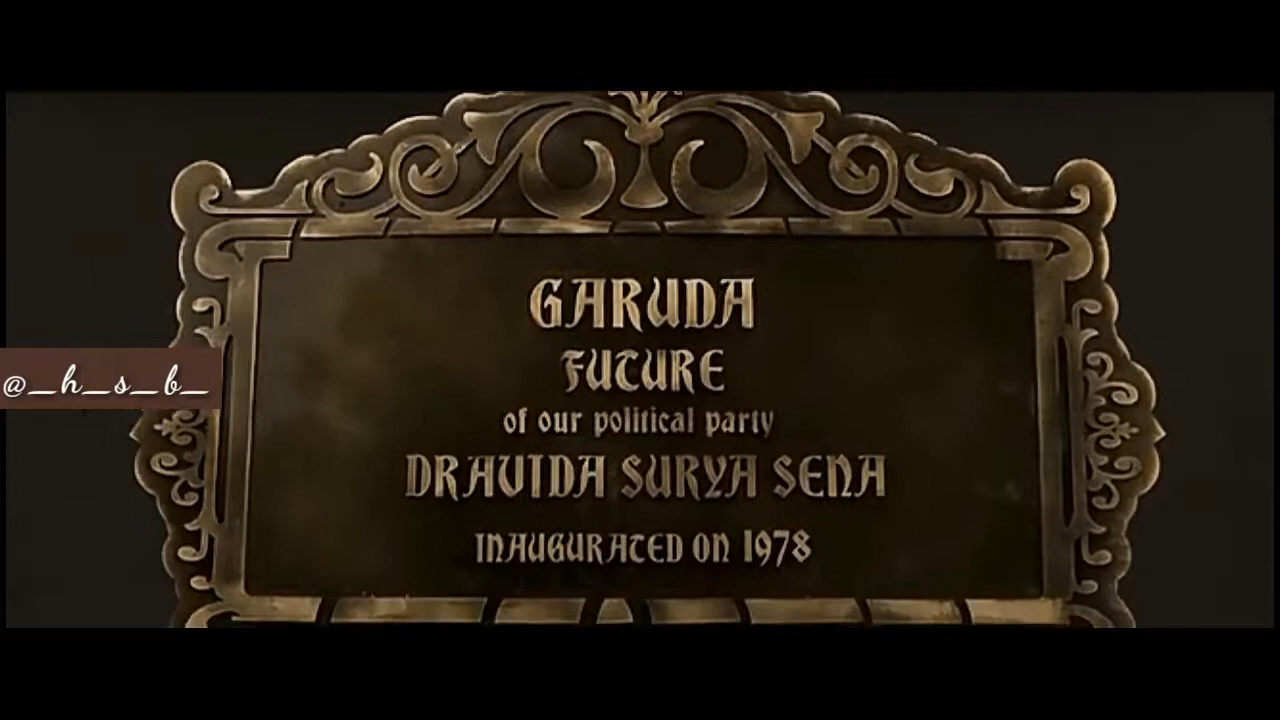 GARUDA
FUTURE
of our political party
DRAVIDA SURYA SENA
INAUGURATED ON 1978
@_h_s_b_